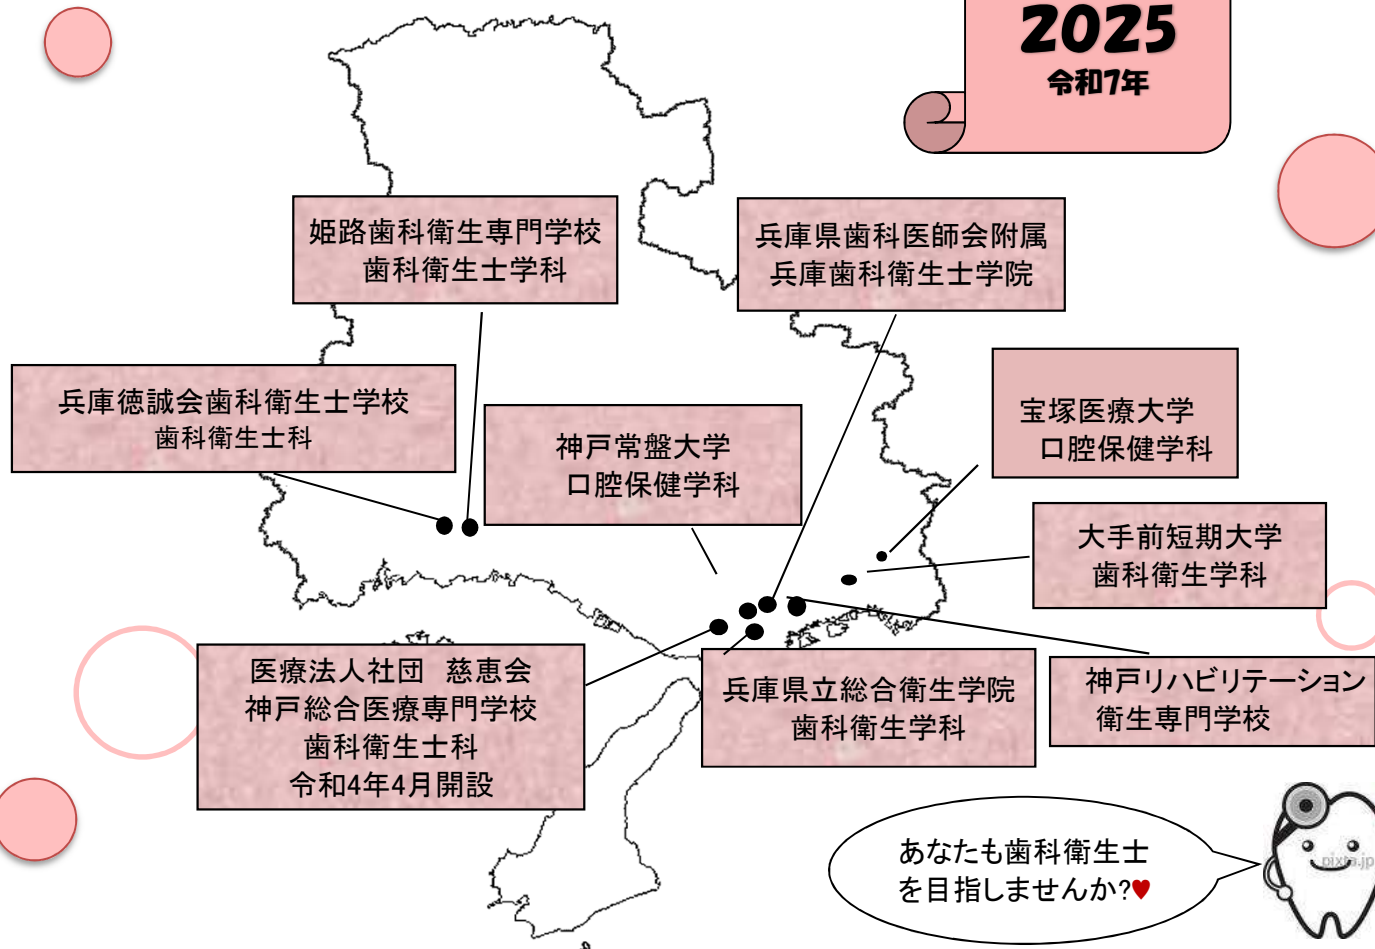 2025
令和7年
姫路歯科衛生専門学校
歯科衛生士学科
兵庫県歯科医師会附属
兵庫歯科衛生士学院
兵庫徳誠会歯科衛生士学校
歯科衛生士科
神戸常盤大学
口腔保健学科
宝塚医療大学
口腔保健学科
大手前短期大学
歯科衛生学科
医療法人社団 慈恵会
神戸総合医療専門学校
歯科衛生士科
令和4年4月開設
兵庫県立総合衛生学院
歯科衛生学科
神戸リハビリテーション
衛生専門学校
あなたも歯科衛生士
を目指しませんか?♥
pixta.jp